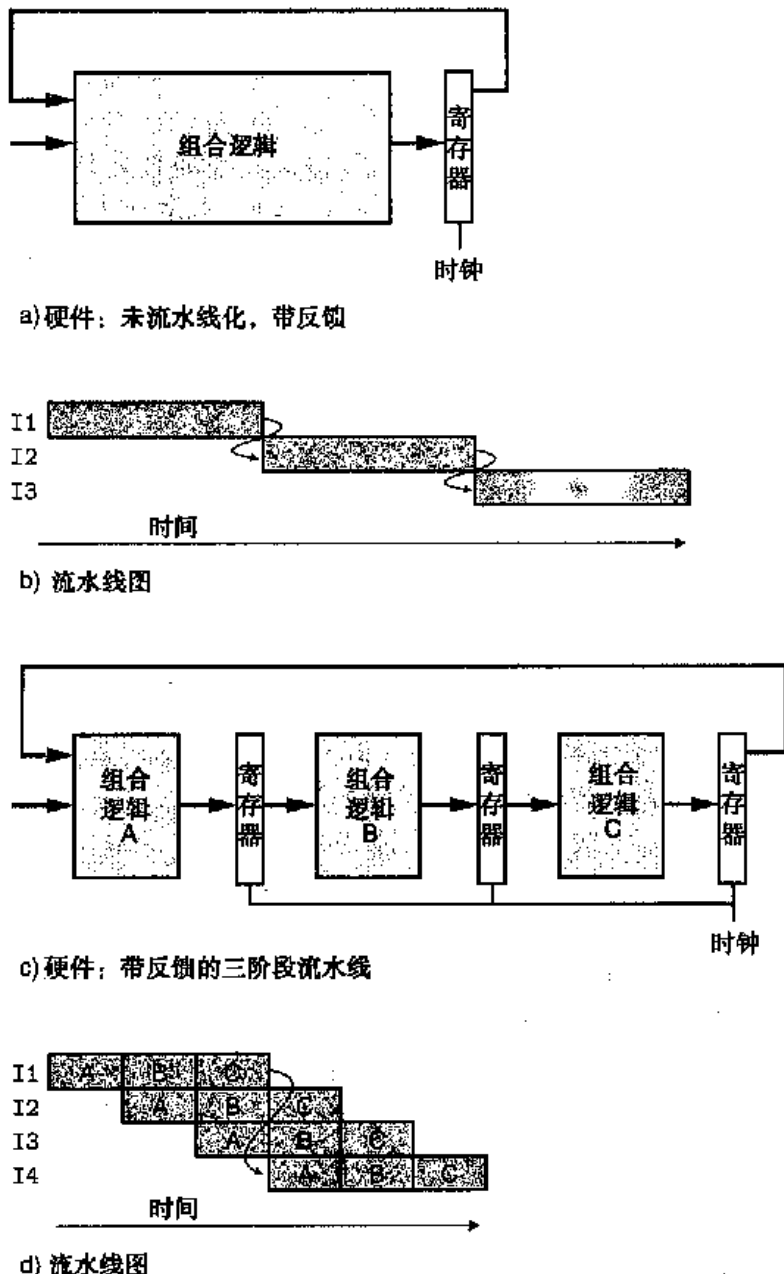 组合逻辑
寄存器
时钟
a)硬件：未流水线化，带反馈
I1
I2
I3
时间
b) 流水线图
组合
逻辑
A
寄存器
组合
逻辑
B
寄存器
组合
逻辑
C
寄存器
时钟
c)硬件：带反馈的三阶段流水线
I1 A B C
I2 A B C
I3 A B C
I4 A B C
时间
d) 流水线图